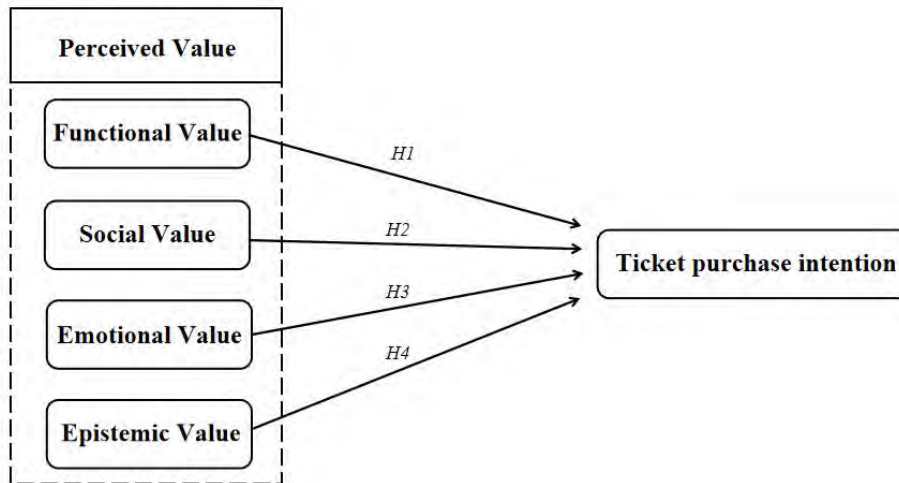 Perceived Value
Functional Value
Social Value
Emotional Value
Epistemic Value
H1
H2
H3
H4
Ticket purchase intention